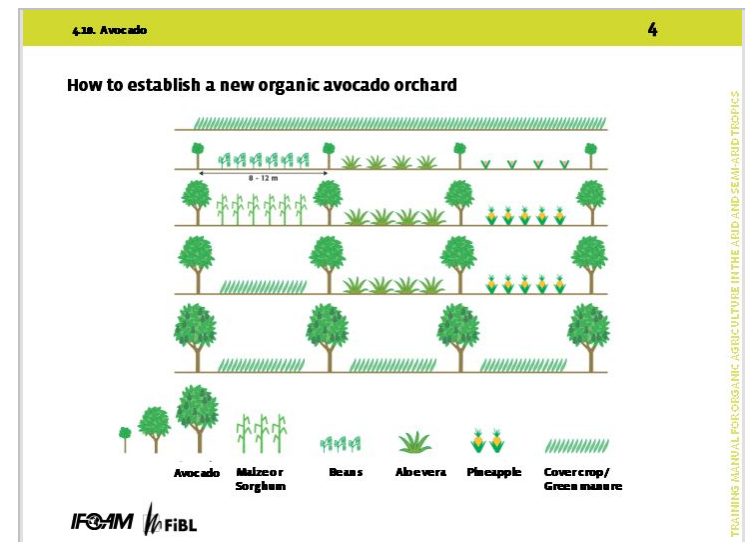 4.10. Avocado
4
How to establish a new organic avocado orchard
8 - 12 m
Avocado
Maize or
Sorghum
Beans
Aloe vera
Pineapple
Cover crop/
Green manure
IFOAM
FiBL
TRAINING MANUAL FOR ORGANIC AGRICULTURE IN THE ARID AND SEMI-ARID TROPICS